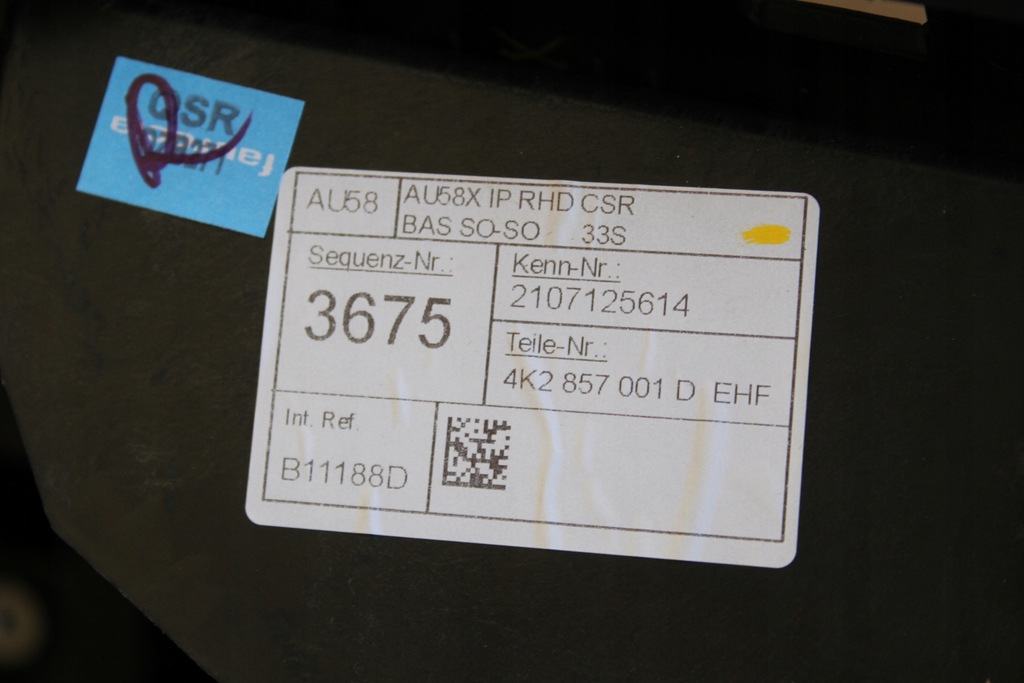 CSR
AU58
AU58X IP RHD CSR
BAS SO-SO 33S
Sequenz-Nr.:
3675
Kenn-Nr.:
2107125614
Teile-Nr.:
4K2 857 001 D EHF
Int. Ref.
B11188D